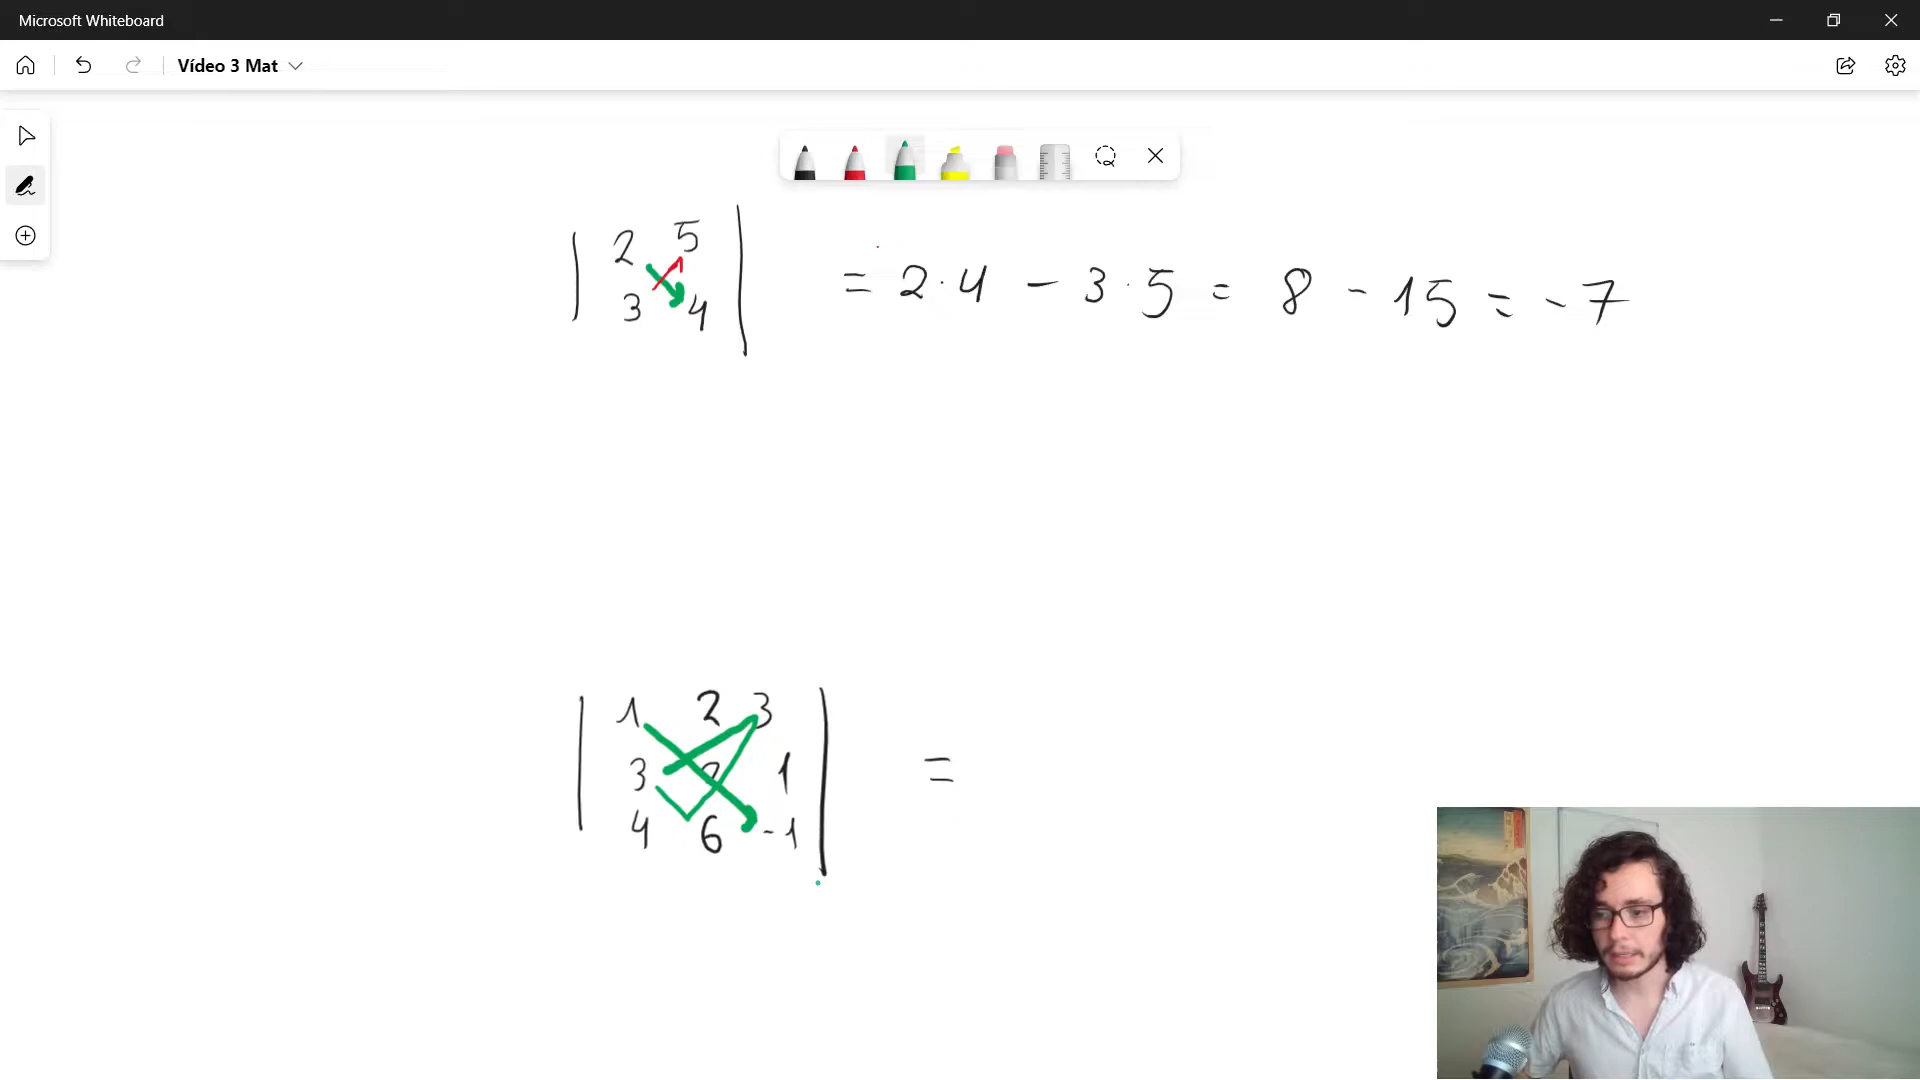 Microsoft Whiteboard
Vídeo 3 Mat
| 2 5 |
| 3 4 | = 2 · 4 - 3 · 5 = 8 - 15 = -7
| 1 2 3 |
| 3 1 | =
| 4 6 -1 |